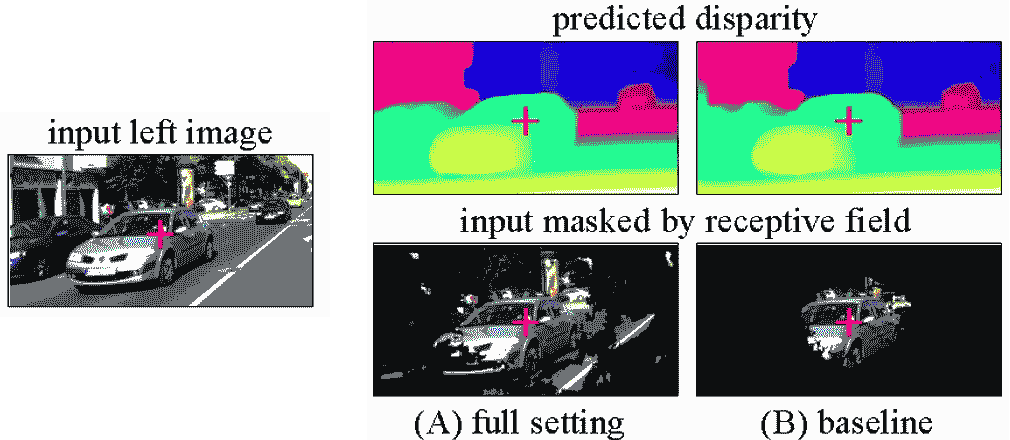 predicted disparity
input left image
input masked by receptive field
(A) full setting
(B) baseline